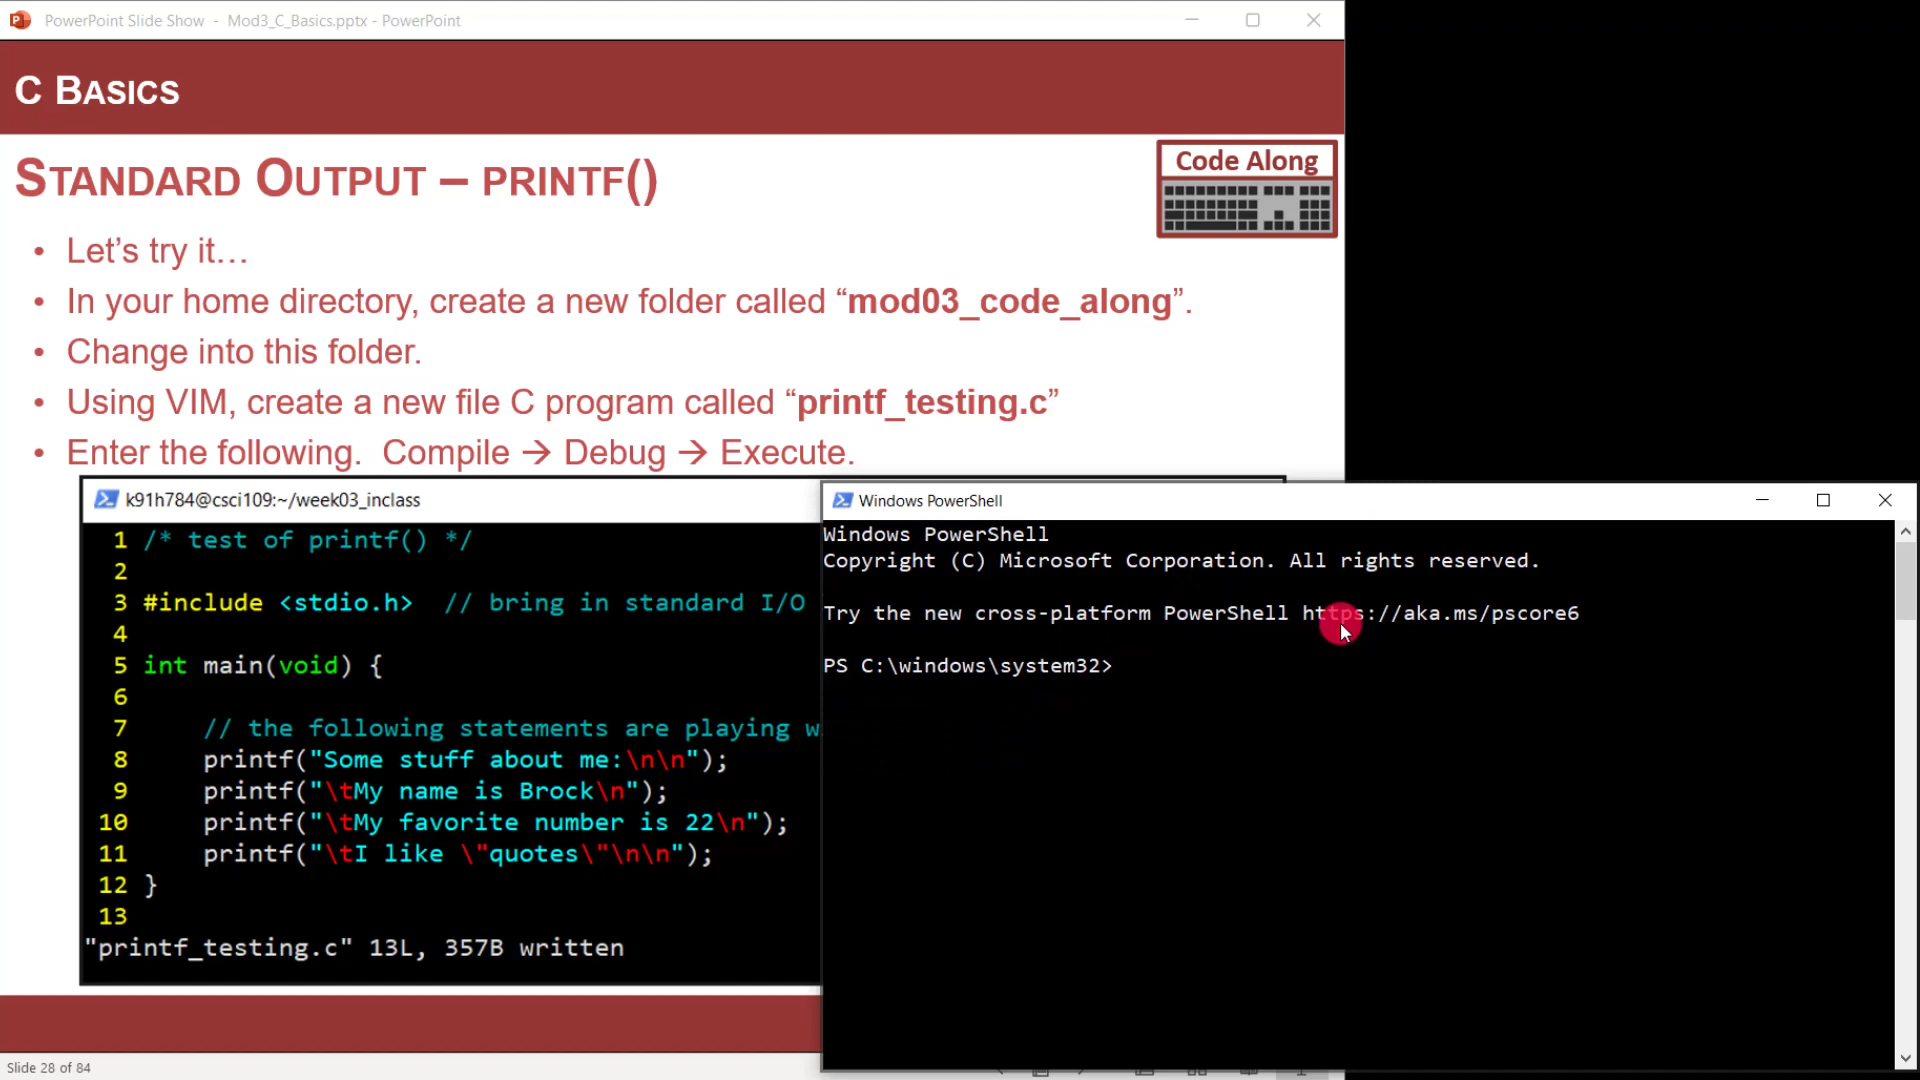 PowerPoint Slide Show - Mod3_C_Basics.pptx - PowerPoint
C BASICS
STANDARD OUTPUT – PRINTF()
Code Along
• Let’s try it…
• In your home directory, create a new folder called “mod03_code_along”.
• Change into this folder.
• Using VIM, create a new file C program called “printf_testing.c”
• Enter the following. Compile → Debug → Execute.
k91h784@csci109:~/week03_inclass
1 /* test of printf() */
2
3 #include <stdio.h> // bring in standard I/O
4
5 int main(void) {
6
7 // the following statements are playing w
8 printf("Some stuff about me:\n\n");
9 printf("\tMy name is Brock\n");
10 printf("\tMy favorite number is 22\n");
11 printf("\tI like \"quotes\"\n\n");
12 }
13
"printf_testing.c" 13L, 357B written
Windows PowerShell
Windows PowerShell
Copyright (C) Microsoft Corporation. All rights reserved.
Try the new cross-platform PowerShell https://aka.ms/pscore6
PS C:\windows\system32>
Slide 28 of 84